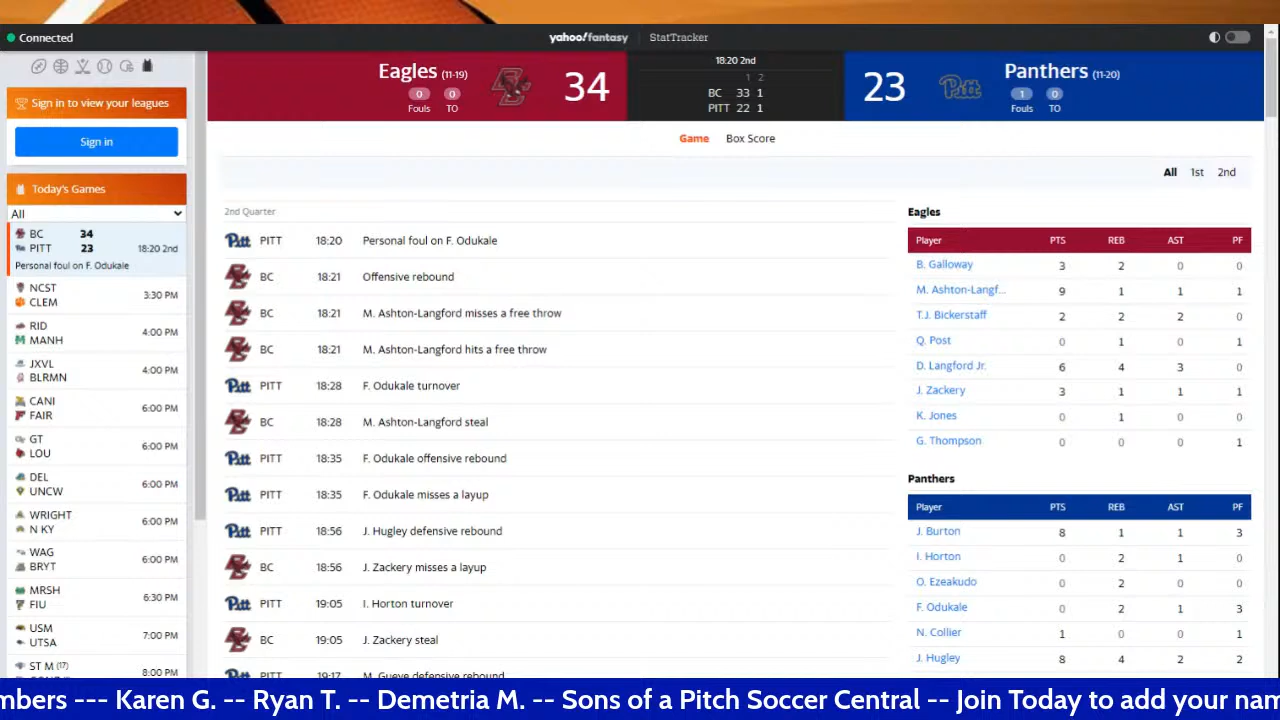 Connected
yahoo!fantasy StatTracker
Sign in to view your leagues
Sign in
Today's Games
All
BC 34
PITT 23 18:20 2nd
Personal foul on F. Odukale
NCST
CLEM 3:30 PM
RID
MANH 4:00 PM
JXVL
BLRMN 4:00 PM
CANI
FAIR 6:00 PM
GT
LOU 6:00 PM
DEL
UNCW 6:00 PM
WRIGHT
N KY 6:00 PM
WAG
BRYT 6:00 PM
MRSH
FIU 6:30 PM
USM
UTSA 7:00 PM
ST M (17)
8:00 PM
Eagles (11-19)
0 0
Fouls TO
34
18:20 2nd
1 2
BC 33 1
PITT 22 1
23
Pitt
Panthers (11-20)
1 0
Fouls TO
Game Box Score
All 1st 2nd
2nd Quarter
Pitt PITT 18:20 Personal foul on F. Odukale
BC 18:21 Offensive rebound
BC 18:21 M. Ashton-Langford misses a free throw
BC 18:21 M. Ashton-Langford hits a free throw
Pitt PITT 18:28 F. Odukale turnover
BC 18:28 M. Ashton-Langford steal
Pitt PITT 18:35 F. Odukale offensive rebound
Pitt PITT 18:35 F. Odukale misses a layup
Pitt PITT 18:56 J. Hugley defensive rebound
BC 18:56 J. Zackery misses a layup
Pitt PITT 19:05 I. Horton turnover
BC 19:05 J. Zackery steal
Pitt PITT 19:17 M. Gueye defensive rebound
Eagles
Player PTS REB AST PF
B. Galloway 3 2 0 0
M. Ashton-Langf... 9 1 1 1
T.J. Bickerstaff 2 2 2 0
Q. Post 0 1 0 1
D. Langford Jr. 6 4 3 0
J. Zackery 3 1 1 1
K. Jones 0 1 0 0
G. Thompson 0 0 0 1
Panthers
Player PTS REB AST PF
J. Burton 8 1 1 3
I. Horton 0 2 1 0
O. Ezeakudo 0 2 0 0
F. Odukale 0 2 1 3
N. Collier 1 0 0 1
J. Hugley 8 4 2 2
mbers --- Karen G. -- Ryan T. -- Demetria M. -- Sons of a Pitch Soccer Central -- Join Today to add your nam